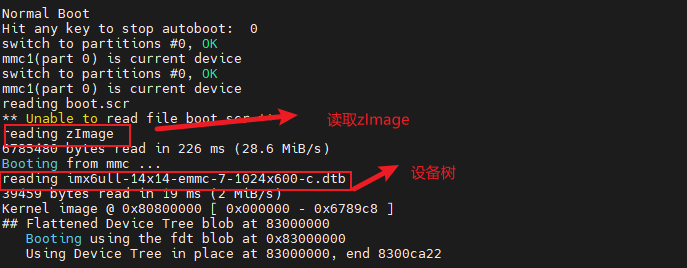 Normal Boot
Hit any key to stop autoboot:  0
switch to partitions #0, OK
mmc1(part 0) is current device
switch to partitions #0, OK
mmc1(part 0) is current device
reading boot.scr
** Unable to read file boot.scr **
reading zImage
读取zImage
6785480 bytes read in 226 ms (28.6 MiB/s)
Booting from mmc ...
reading imx6ull-14x14-emmc-7-1024x600-c.dtb
设备树
39459 bytes read in 19 ms (2 MiB/s)
Kernel image @ 0x80800000 [ 0x000000 - 0x6789c8 ]
## Flattened Device Tree blob at 83000000
Booting using the fdt blob at 0x83000000
Using Device Tree in place at 83000000, end 8300ca22